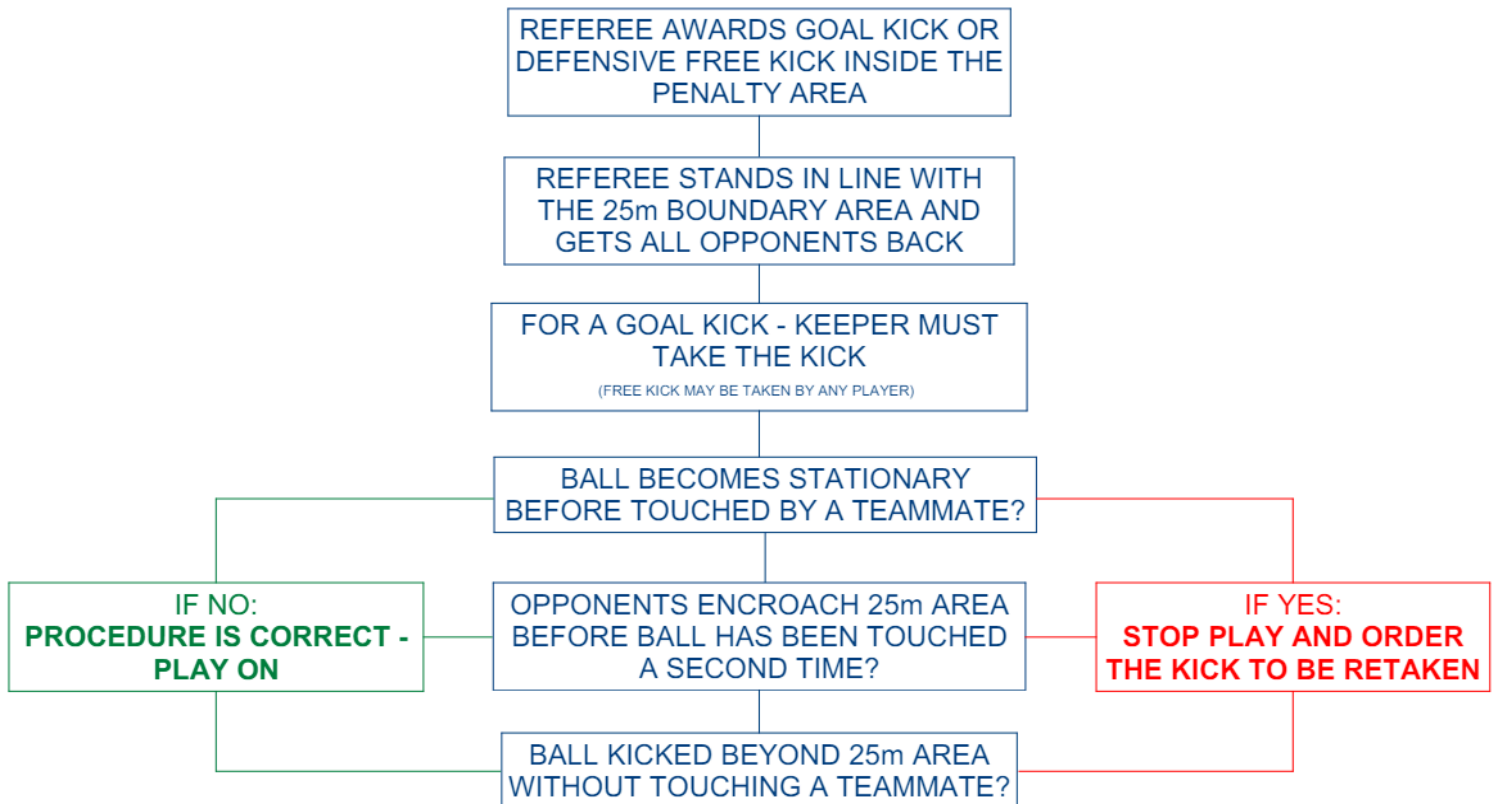 REFEREE AWARDS GOAL KICK OR
DEFENSIVE FREE KICK INSIDE THE
PENALTY AREA
REFEREE STANDS IN LINE WITH
THE 25m BOUNDARY AREA AND
GETS ALL OPPONENTS BACK
FOR A GOAL KICK - KEEPER MUST
TAKE THE KICK
(FREE KICK MAY BE TAKEN BY ANY PLAYER)
BALL BECOMES STATIONARY
BEFORE TOUCHED BY A TEAMMATE?
IF NO:
PROCEDURE IS CORRECT -
PLAY ON
OPPONENTS ENCROACH 25m AREA
BEFORE BALL HAS BEEN TOUCHED
A SECOND TIME?
IF YES:
STOP PLAY AND ORDER
THE KICK TO BE RETAKEN
BALL KICKED BEYOND 25m AREA
WITHOUT TOUCHING A TEAMMATE?